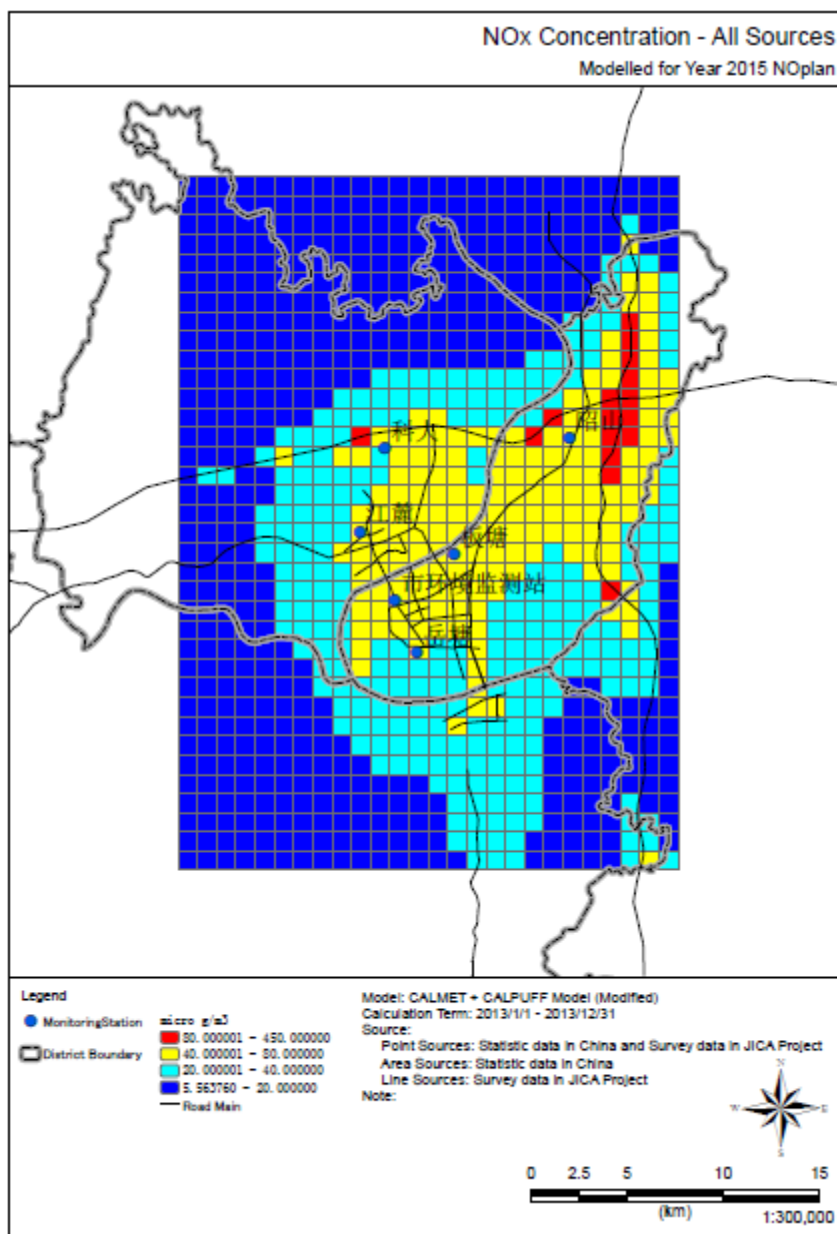 NOx Concentration - All Sources
Modelled for Year 2015 NOplan
昭山
科大
江麓
板塘
市环境监测站
岳塘
Legend
MonitoringStation
District Boundary
micro g/m3
80.000001 - 450.000000
40.000001 - 80.000000
20.000001 - 40.000000
5.563760 - 20.000000
Road Main
Model: CALMET + CALPUFF Model (Modified)
Calculation Term: 2013/1/1 - 2013/12/31
Source:
Point Sources: Statistic data in China and Survey data in JICA Project
Area Sources: Statistic data in China
Line Sources: Survey data in JICA Project
Note:
N
W E
S
0 2.5 5 10 15
(km)
1:300,000